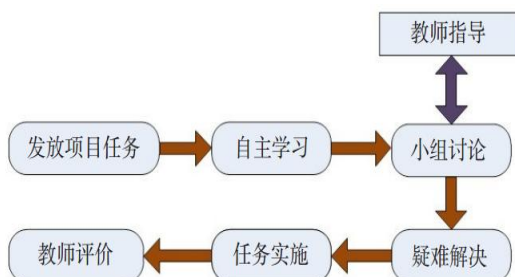 教师指导
发放项目任务
自主学习
小组讨论
教师评价
任务实施
疑难解决